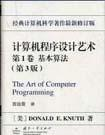 经典计算机科学著作最新修订版
计算机程序设计艺术
第1卷 基本算法
(第3版)
The Art of Computer
Programming
[美] DONALD E. KNUTH 著